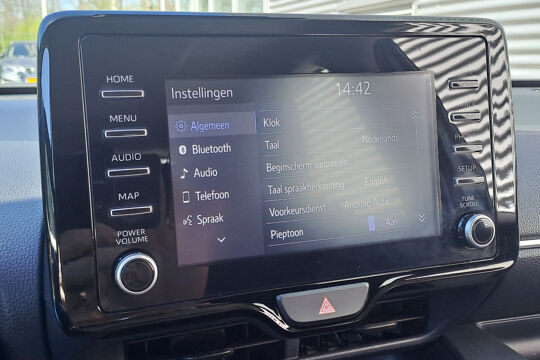 HOME
MENU
AUDIO
MAP
POWER
VOLUME
Instellingen 14:42
Algemeen
Bluetooth
Audio
Telefoon
Spraak
Klok
Taal Nederlands
Beginscherm aanpassen
Taal spraakherkenning English
Voorkeursdienst Android Auto
Pieptoon Aan
PHONE
SETUP
TUNE
SCROLL